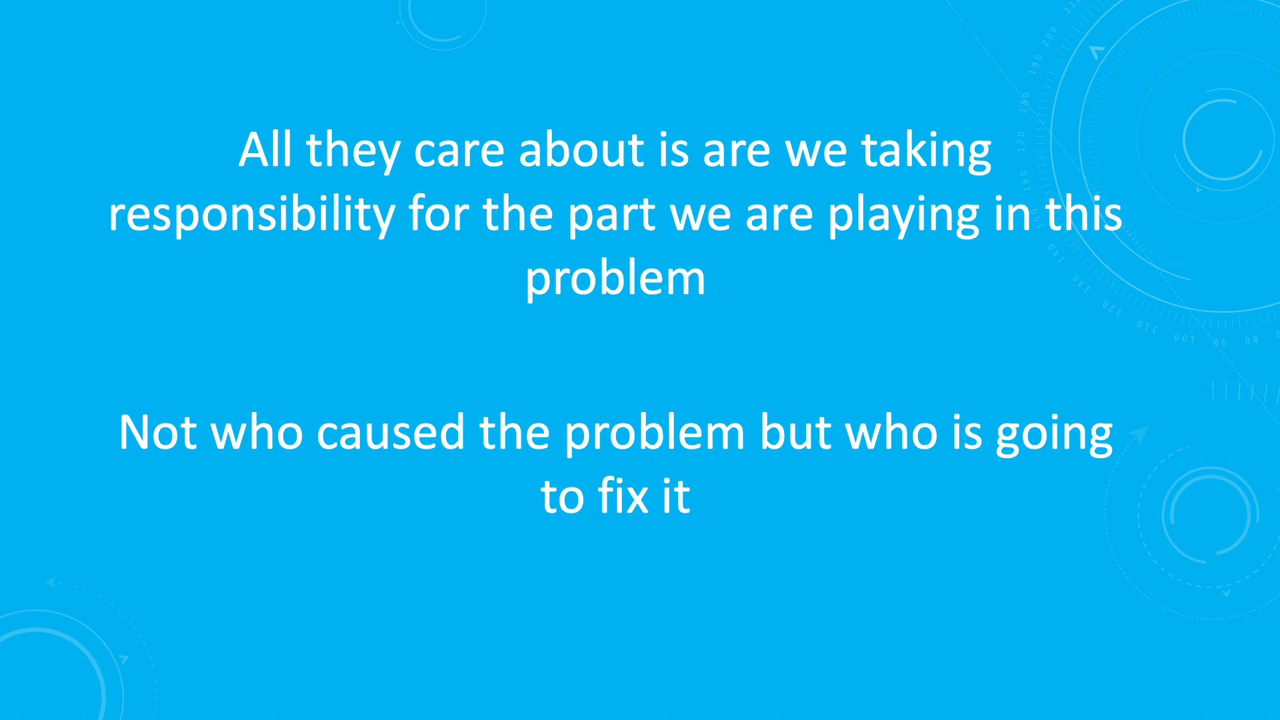 All they care about is are we taking
responsibility for the part we are playing in this
problem
Not who caused the problem but who is going
to fix it